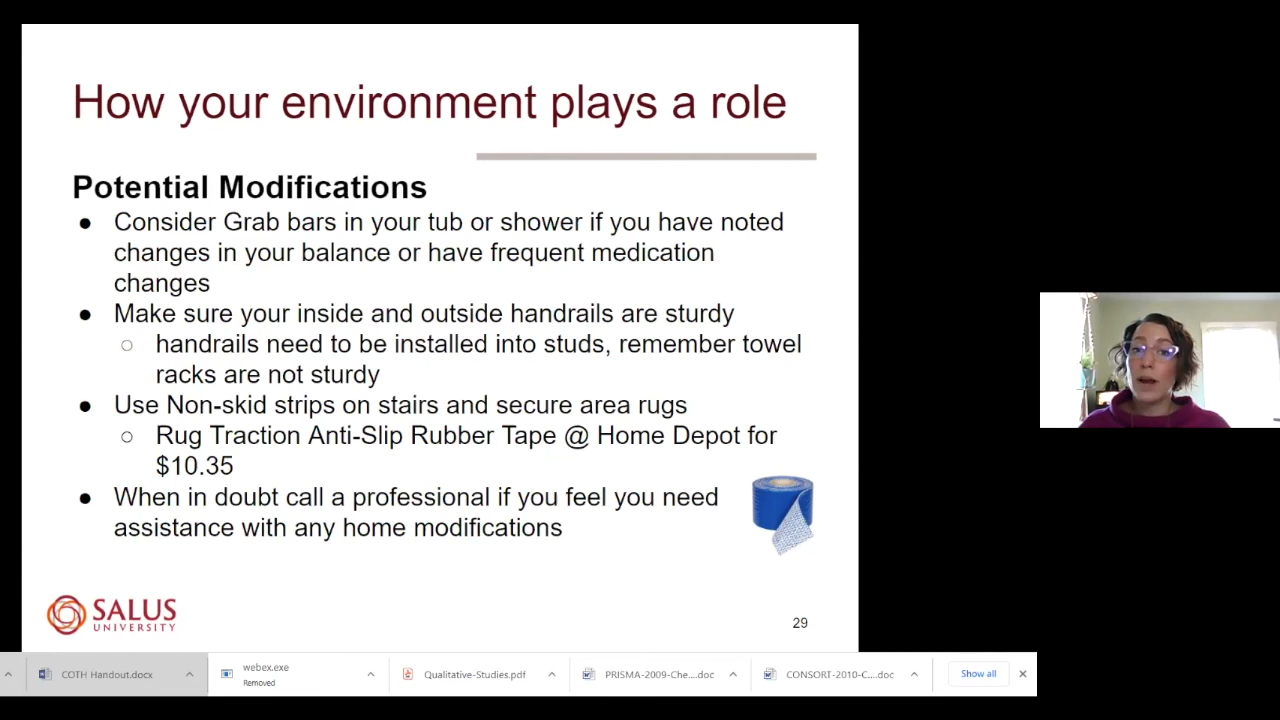 How your environment plays a role
Potential Modifications
● Consider Grab bars in your tub or shower if you have noted
changes in your balance or have frequent medication
changes
● Make sure your inside and outside handrails are sturdy
○ handrails need to be installed into studs, remember towel
racks are not sturdy
● Use Non-skid strips on stairs and secure area rugs
○ Rug Traction Anti-Slip Rubber Tape @ Home Depot for
$10.35
● When in doubt call a professional if you feel you need
assistance with any home modifications
SALUS
UNIVERSITY
29
COTH Handout.docx
webex.exe
Removed
Qualitative-Studies.pdf
PRISMA-2009-Che....doc
CONSORT-2010-C....doc
Show all